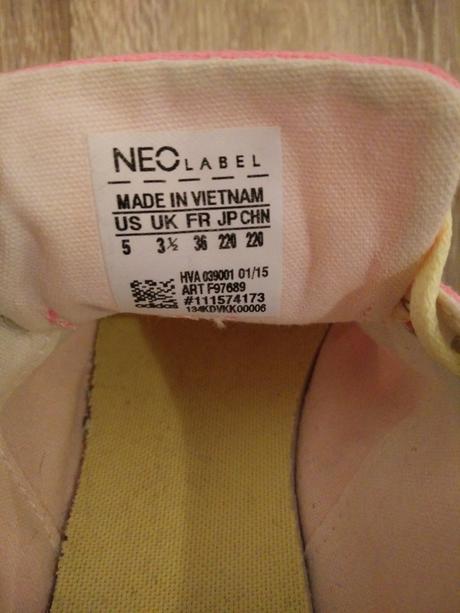 NEO LABEL
MADE IN VIETNAM
US UK FR JP CHN
5 3½ 36 220 220
HVA 039001 01/15
ART F97689
#111574173
adidas 134KDVKK00006